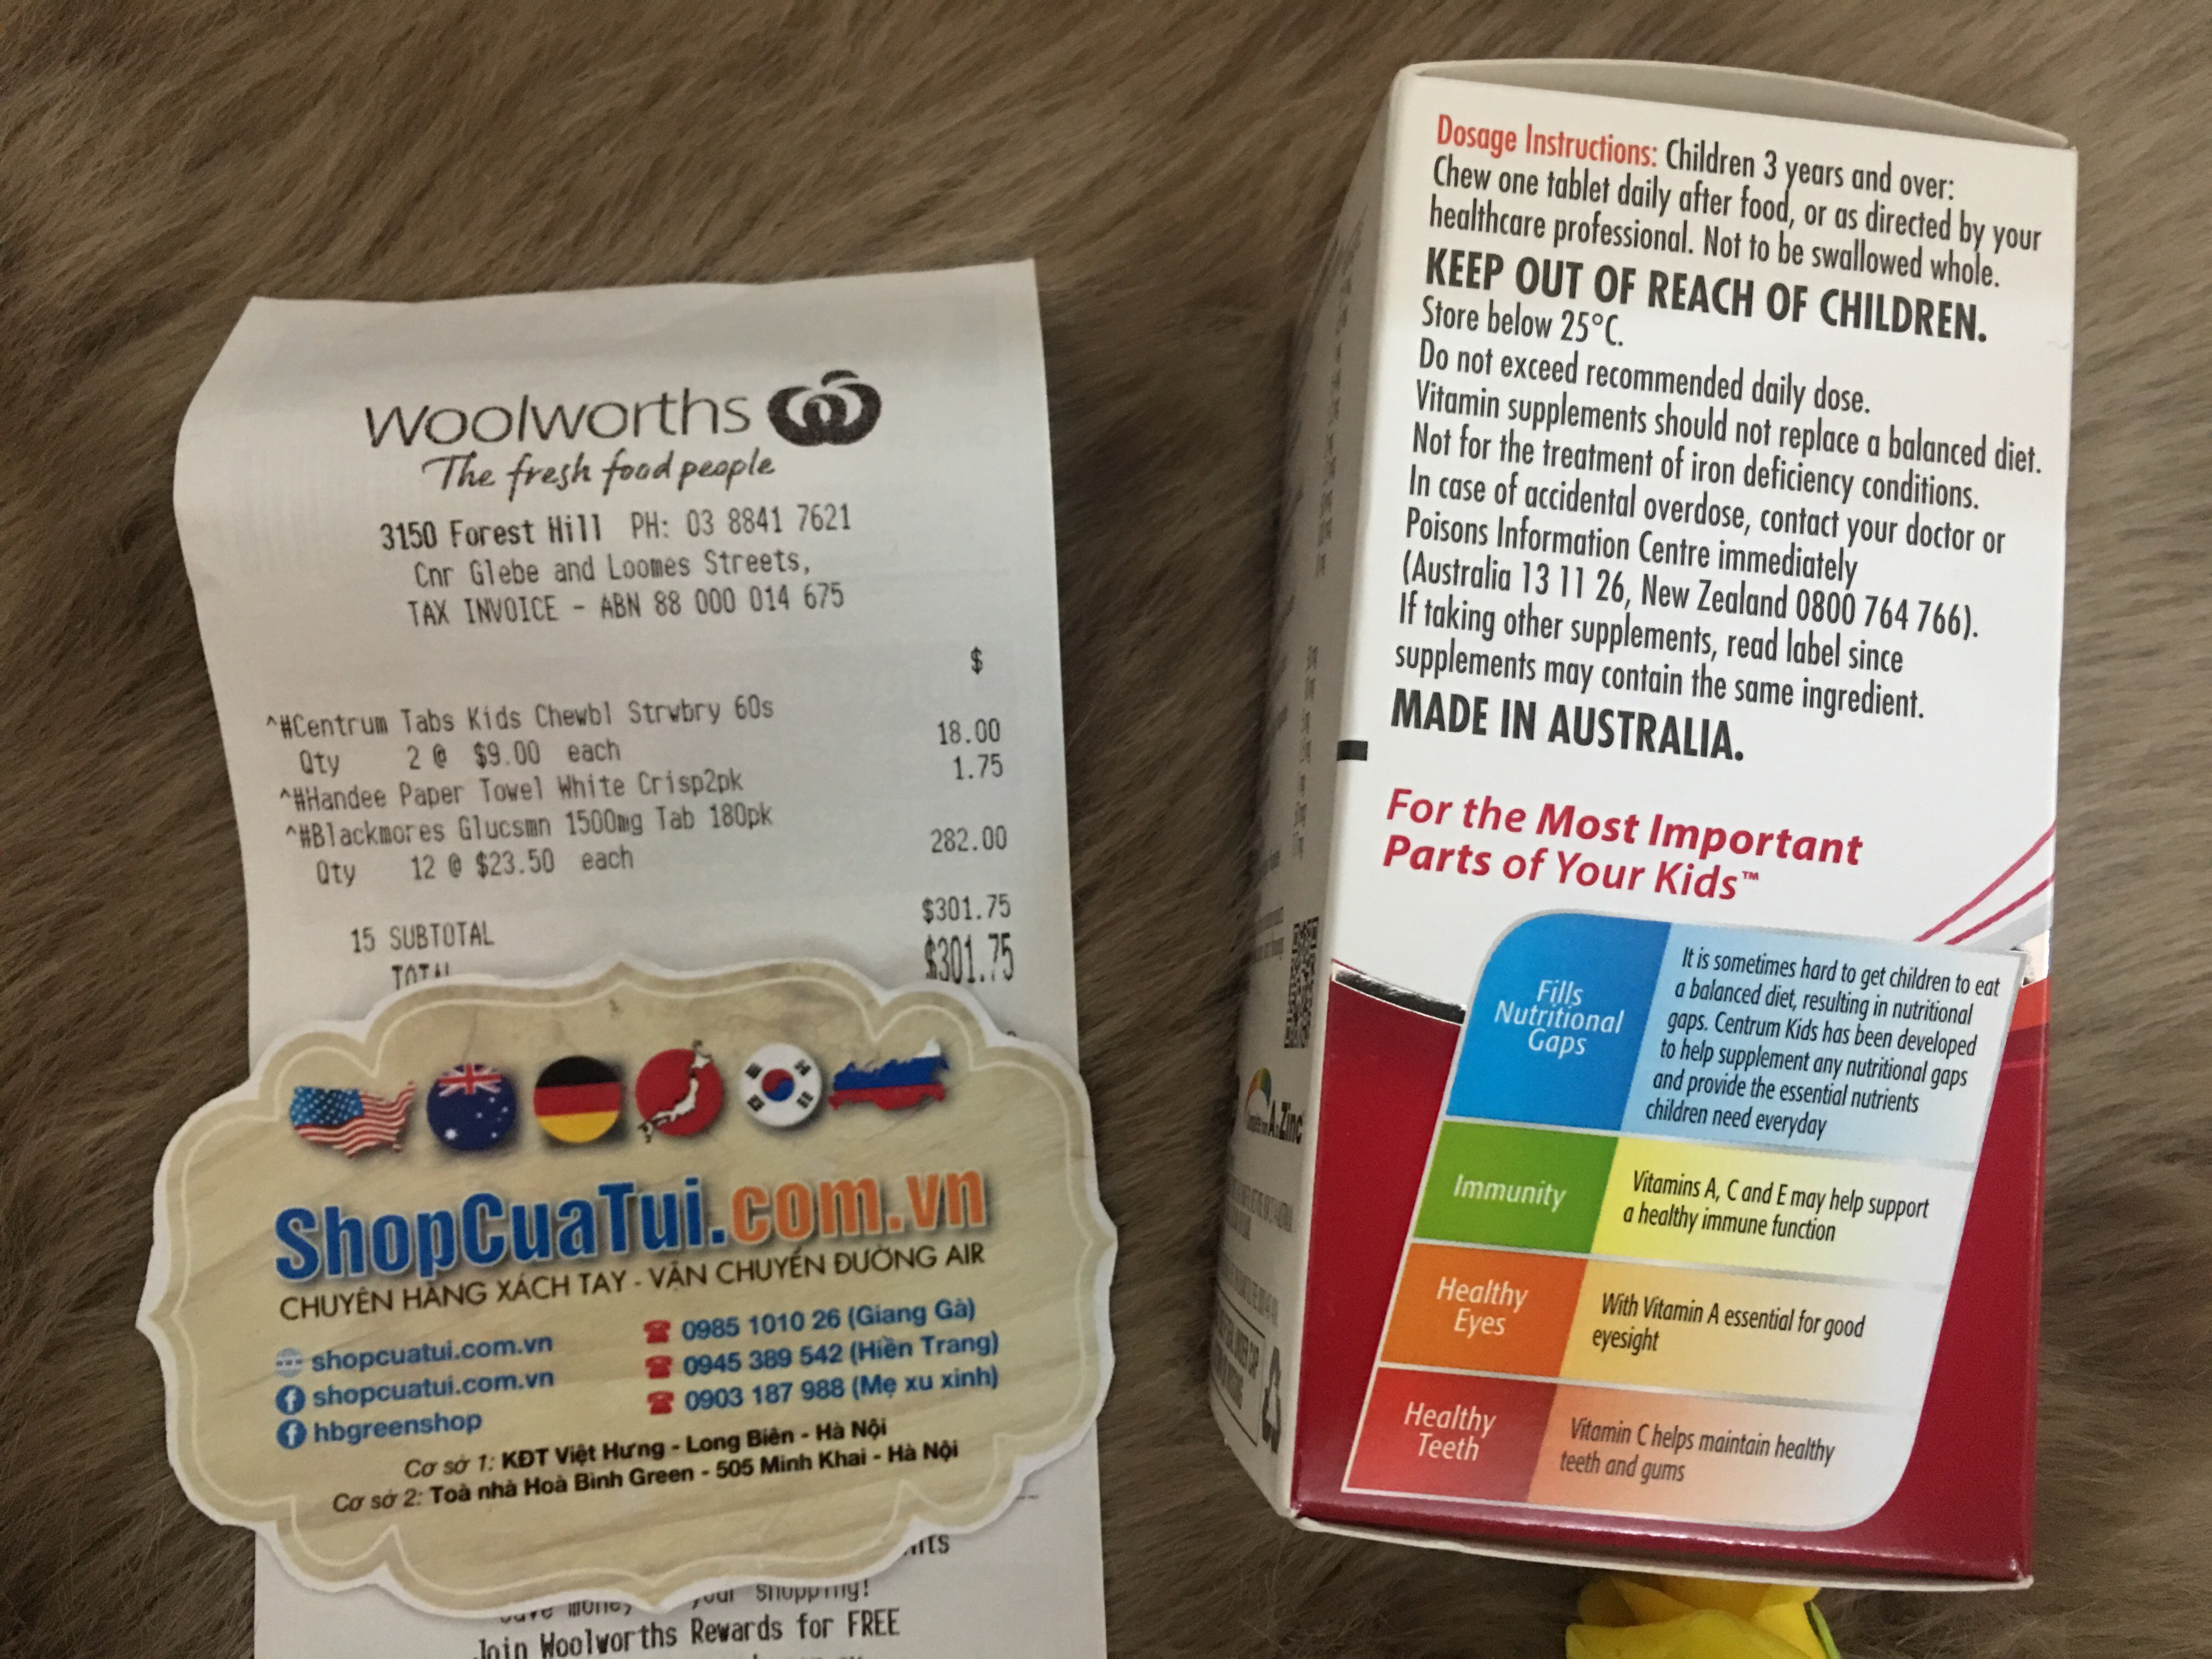 Woolworths
The fresh food people
3150 Forest Hill PH: 03 8841 7621
Cnr Glebe and Loomes Streets,
TAX INVOICE - ABN 88 000 014 675
$
^#Centrum Tabs Kids Chewbl Strwbry 60s
Qty 2 @ $9.00 each 18.00
^#Handee Paper Towel White Crisp2pk 1.75
^#Blackmores Glucsmn 1500mg Tab 180pk
Qty 12 @ $23.50 each 282.00
15 SUBTOTAL $301.75
TOTAL $301.75
ShopCuaTui.com.vn
CHUYÊN HÀNG XÁCH TAY - VẬN CHUYỂN ĐƯỜNG AIR
shopcuatui.com.vn
shopcuatui.com.vn
hbgreenshop
0985 1010 26 (Giang Gà)
0945 389 542 (Hiền Trang)
0903 187 988 (Mẹ xu xinh)
Cơ sở 1: KĐT Việt Hưng - Long Biên - Hà Nội
Cơ sở 2: Toà nhà Hoà Bình Green - 505 Minh Khai - Hà Nội
your shopping!
Join Woolworths Rewards for FREE
Dosage Instructions: Children 3 years and over:
Chew one tablet daily after food, or as directed by your
healthcare professional. Not to be swallowed whole.
KEEP OUT OF REACH OF CHILDREN.
Store below 25°C.
Do not exceed recommended daily dose.
Vitamin supplements should not replace a balanced diet.
Not for the treatment of iron deficiency conditions.
In case of accidental overdose, contact your doctor or
Poisons Information Centre immediately
(Australia 13 11 26, New Zealand 0800 764 766).
If taking other supplements, read label since
supplements may contain the same ingredient.
MADE IN AUSTRALIA.
For the Most Important
Parts of Your Kids™
Fills
Nutritional
Gaps
It is sometimes hard to get children to eat
a balanced diet, resulting in nutritional
gaps. Centrum Kids has been developed
to help supplement any nutritional gaps
and provide the essential nutrients
children need everyday
Immunity
Vitamins A, C and E may help support
a healthy immune function
Healthy
Eyes
With Vitamin A essential for good
eyesight
Healthy
Teeth
Vitamin C helps maintain healthy
teeth and gums